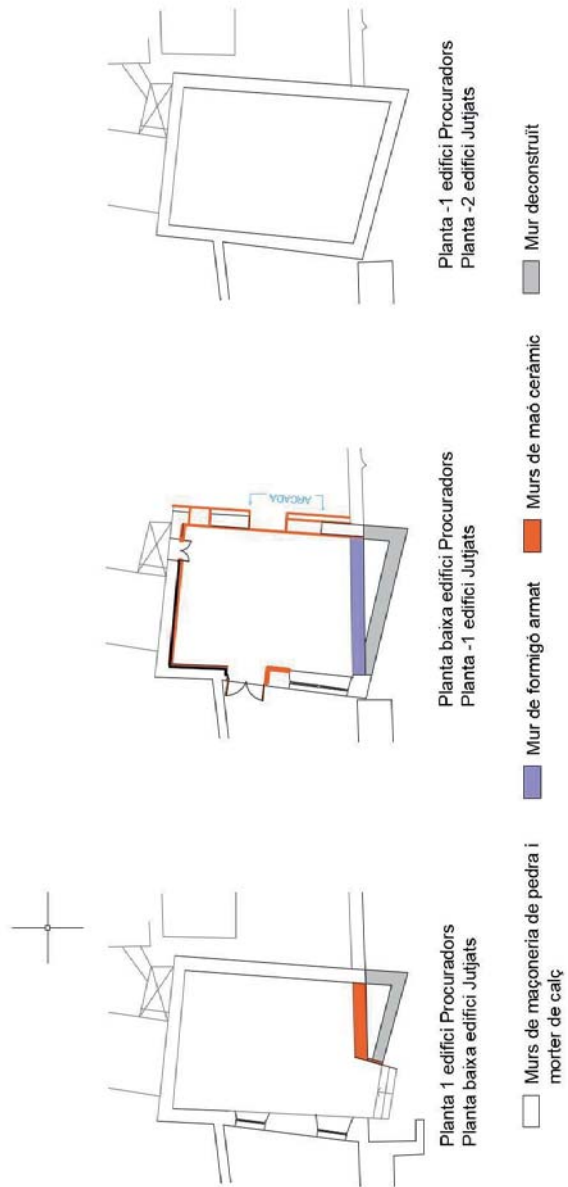 Planta 1 edifici Procuradors
Planta baixa edifici Jutjats
ARCADA
Planta baixa edifici Procuradors
Planta -1 edifici Jutjats
Planta -1 edifici Procuradors
Planta -2 edifici Jutjats
Murs de maçoneria de pedra i
morter de calç
Mur de formigó armat
Murs de maó ceràmic
Mur deconstruït